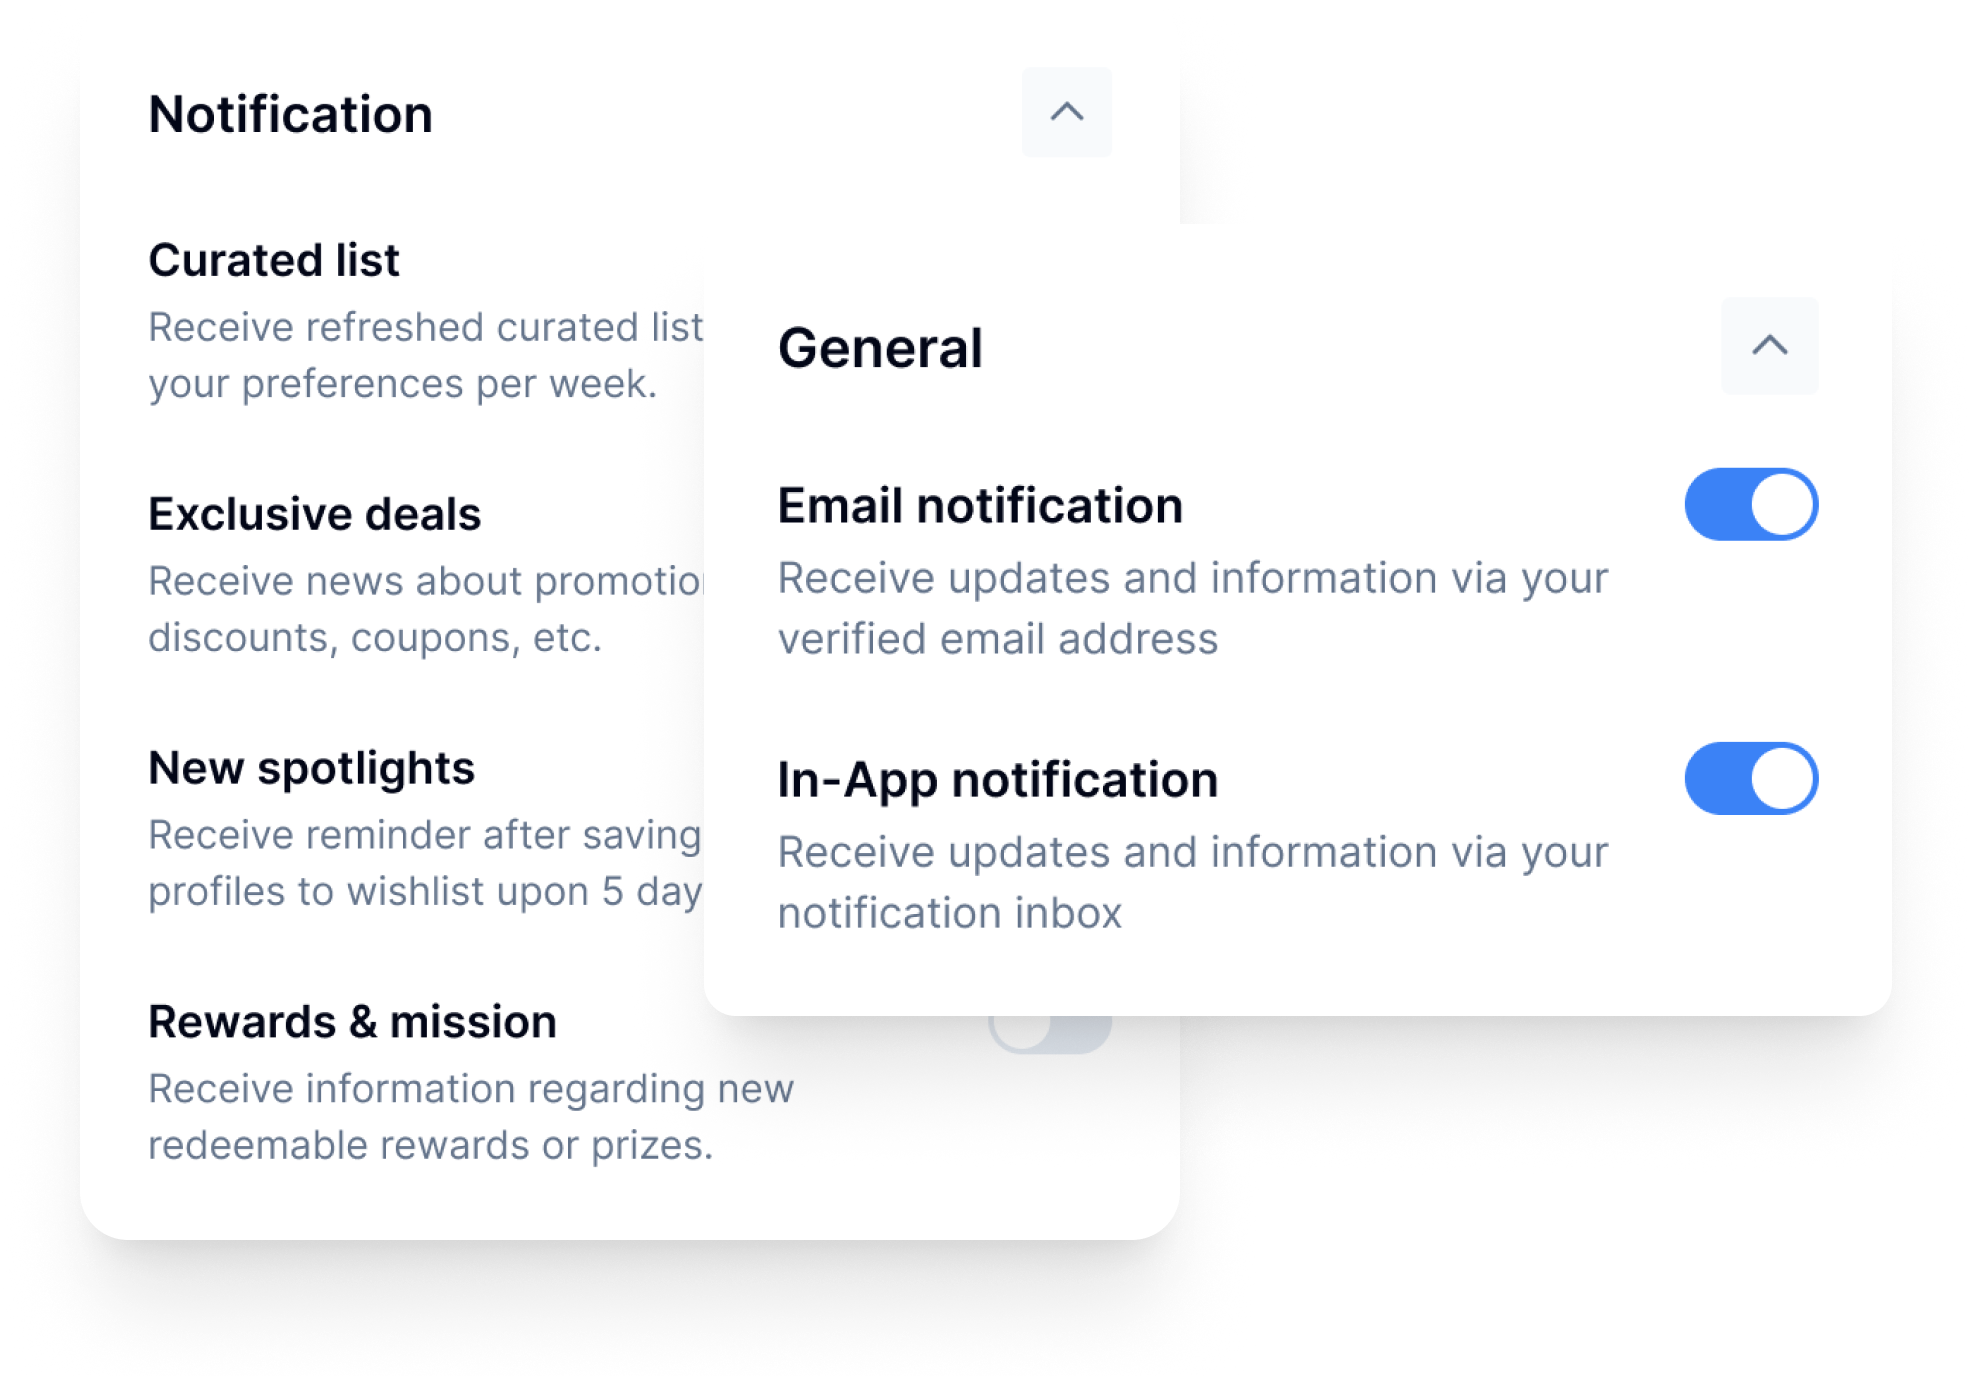 Notification
Curated list
Receive refreshed curated list
your preferences per week.
Exclusive deals
Receive news about
discounts, coupons, etc.
New spotlights
Receive reminder after saving
profiles to wishlist upon 5
Rewards & mission
Receive information regarding new
redeemable rewards or prizes.
General
Email notification
Receive updates and information via your
verified email address
In-App notification
Receive updates and information via your
notification inbox